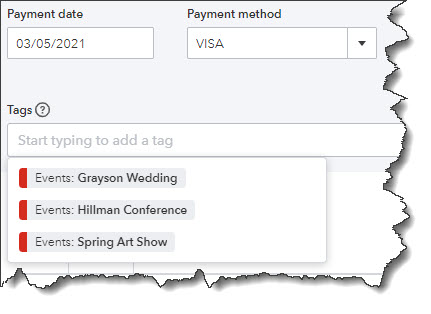 Payment date Payment method
03/05/2021 VISA
Tags ?
Start typing to add a tag
Events: Grayson Wedding
Events: Hillman Conference
Events: Spring Art Show